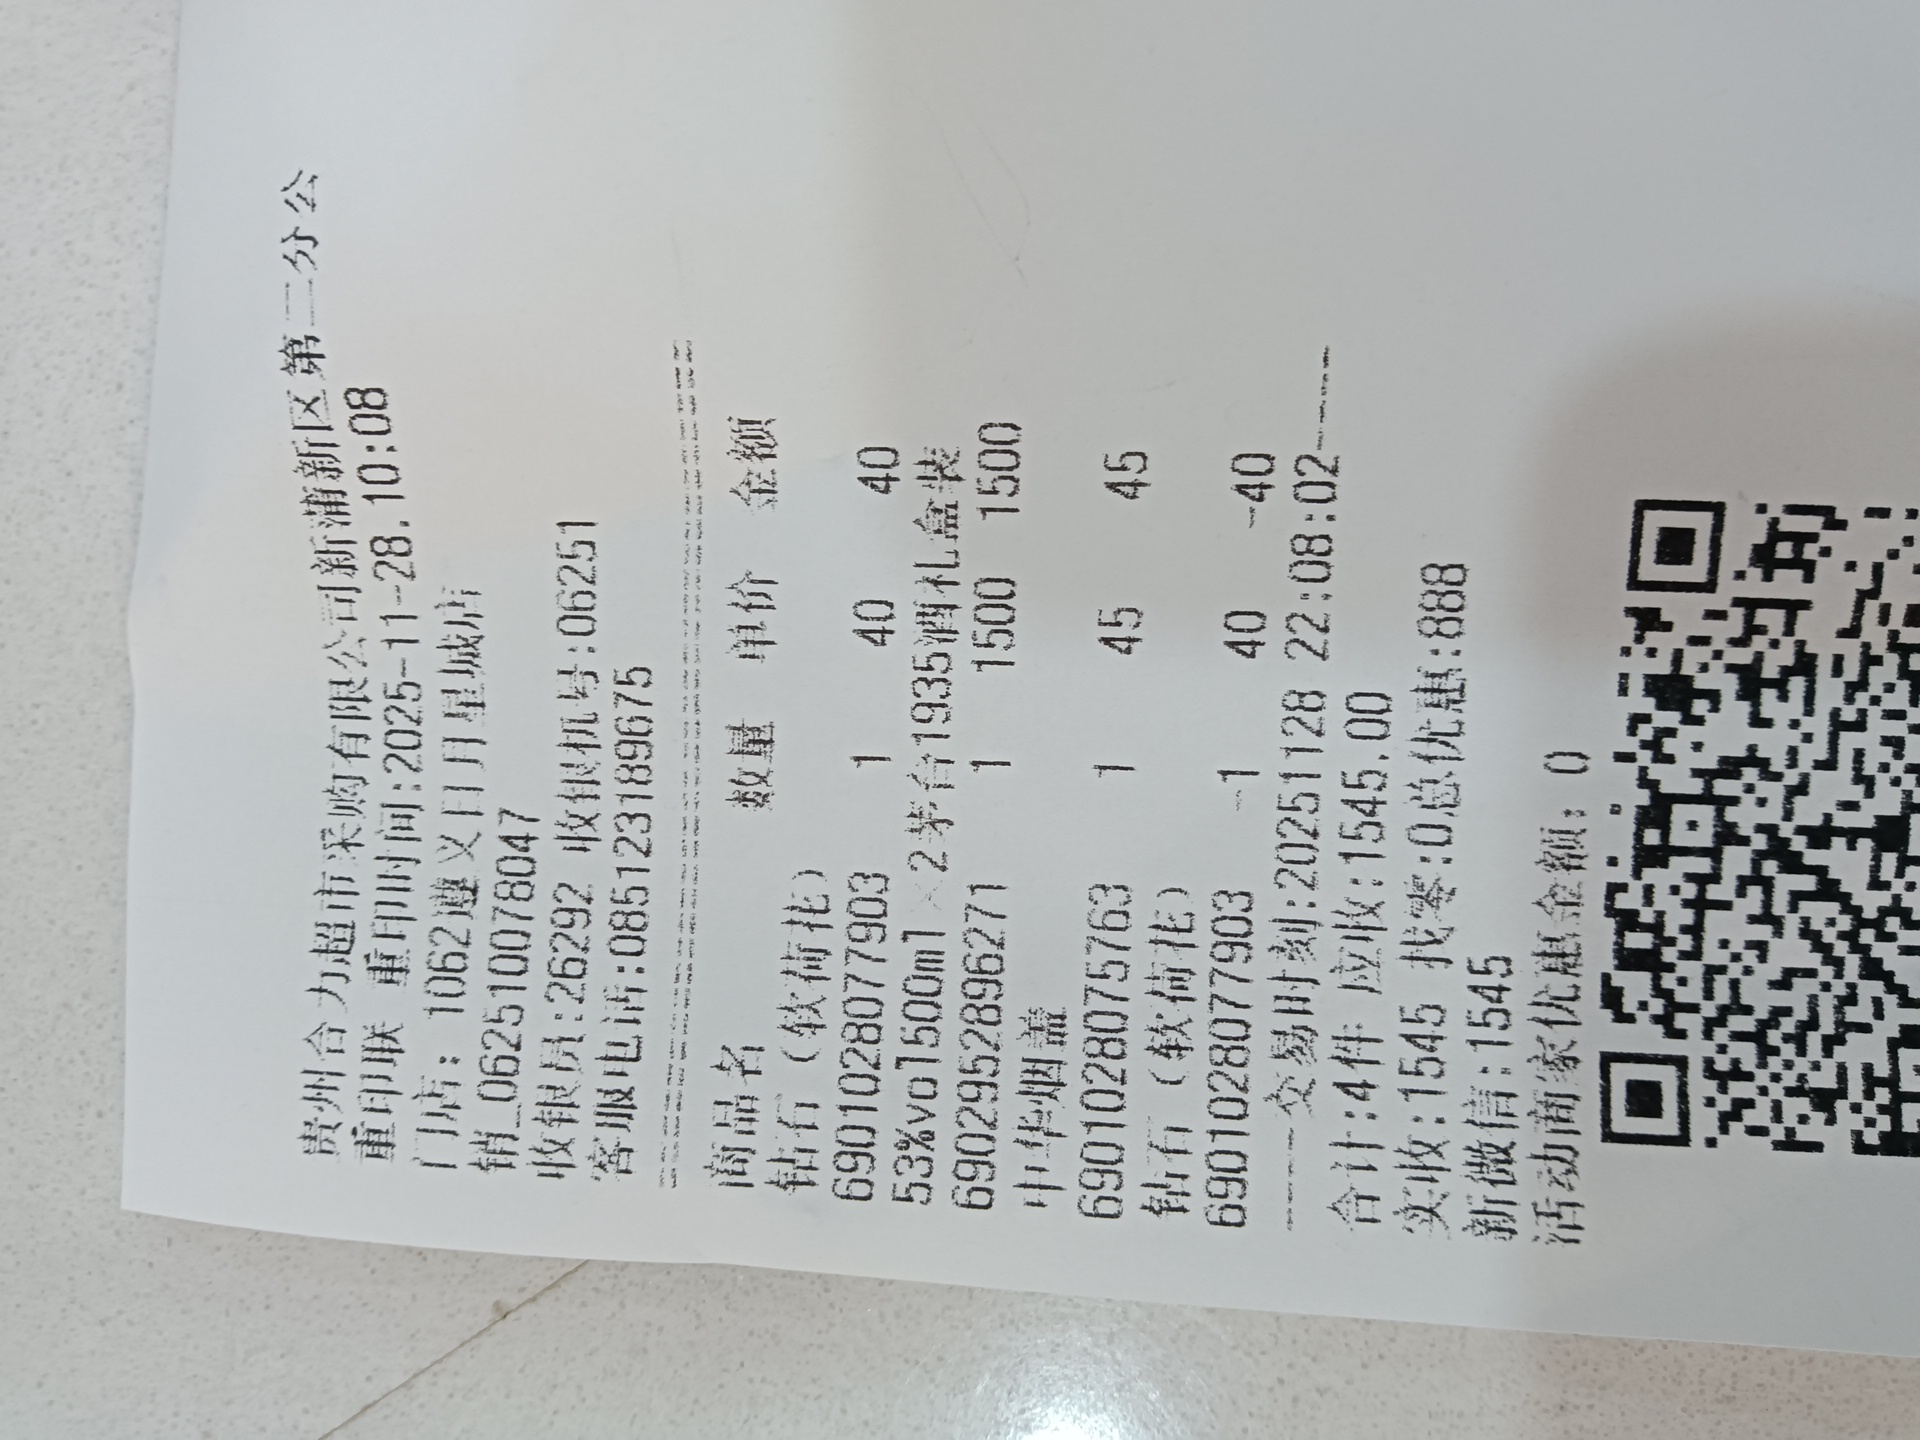 贵州合力超市采购有限公司新蒲新区第二分公
重印联 重印时间:2025-11-28.10:08
门店: 1062遵义日月星城店
销_062510078047
收银员:26292 收银机号:06251
客服电话:085123189675
==========================
商品名 数量 单价 金额
钻石（软荷花）
6901028077903 1 40 40
53%vol500ml×2茅台1935酒礼盒装
6902952896271 1 1500 1500
中华烟盖
6901028075763 1 45 45
钻石（软荷花）
6901028077903 -1 40 -40
----交易时刻:20251128 22:08:02----
合计:4件 应收:1545.00
实收:1545 找零:0总优惠:888
新微信:1545
活动商家优惠金额: 0